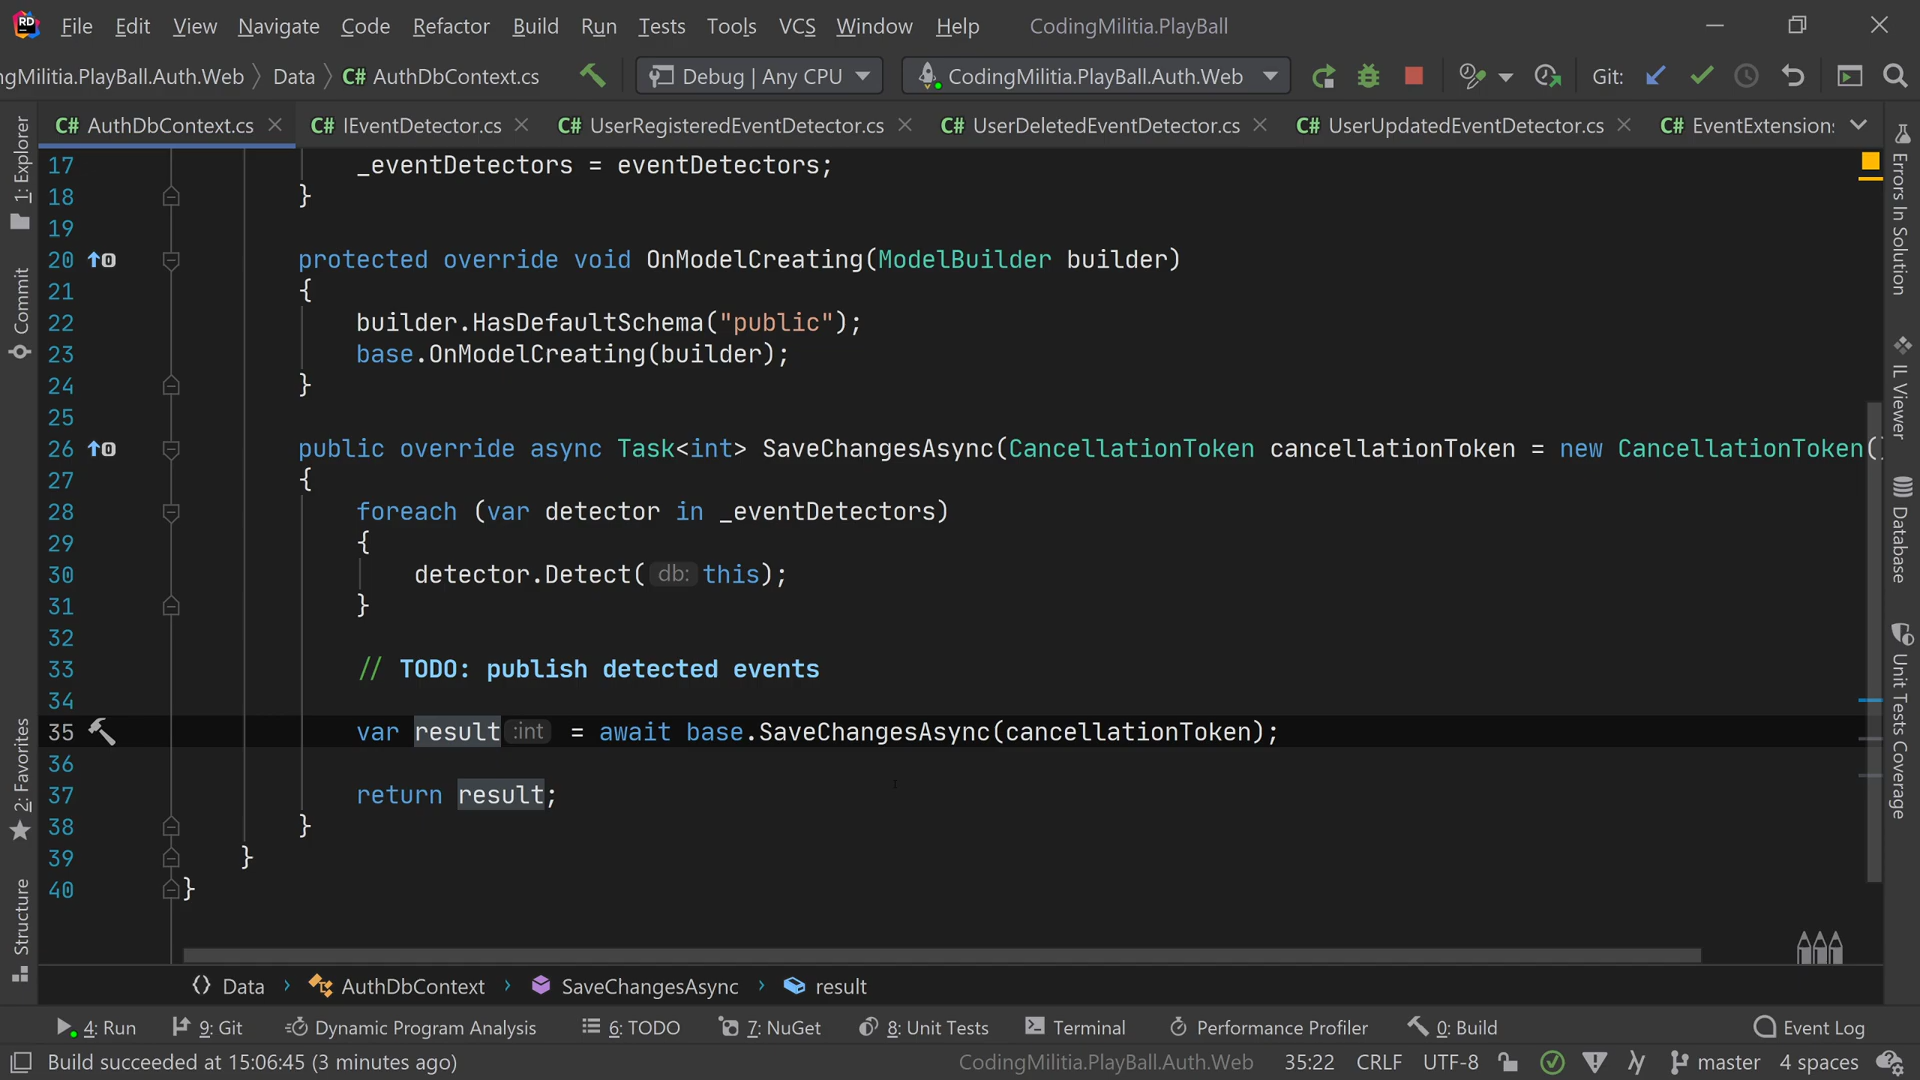 RD File Edit View Navigate Code Refactor Build Run Tests Tools VCS Window Help CodingMilitia.PlayBall
ngMilitia.PlayBall.Auth.Web Data C# AuthDbContext.cs Debug | Any CPU CodingMilitia.PlayBall.Auth.Web Git:
C# AuthDbContext.cs C# IEventDetector.cs C# UserRegisteredEventDetector.cs C# UserDeletedEventDetector.cs C# UserUpdatedEventDetector.cs C# EventExtensions
1: Explorer
Commit
2: Favorites
Structure
17 _eventDetectors = eventDetectors;
18 }
19
20 protected override void OnModelCreating(ModelBuilder builder)
21 {
22 builder.HasDefaultSchema("public");
23 base.OnModelCreating(builder);
24 }
25
26 public override async Task<int> SaveChangesAsync(CancellationToken cancellationToken = new CancellationToken()
27 {
28 foreach (var detector in _eventDetectors)
29 {
30 detector.Detect( db: this);
31 }
32
33 // TODO: publish detected events
34
35 var result :int = await base.SaveChangesAsync(cancellationToken);
36
37 return result;
38 }
39 }
40 }
Errors In Solution
IL Viewer
Database
Unit Tests Coverage
Data AuthDbContext SaveChangesAsync result
4: Run 9: Git Dynamic Program Analysis 6: TODO 7: NuGet 8: Unit Tests Terminal Performance Profiler 0: Build Event Log
Build succeeded at 15:06:45 (3 minutes ago) CodingMilitia.PlayBall.Auth.Web 35:22 CRLF UTF-8 master 4 spaces